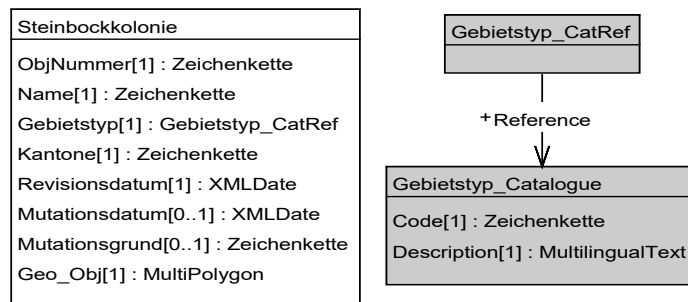 Steinbockkolonie
ObjNummer[1] : Zeichenkette
Name[1] : Zeichenkette
Gebietstyp[1] : Gebietstyp_CatRef
Kantone[1] : Zeichenkette
Revisionsdatum[1] : XMLDate
Mutationsdatum[0..1] : XMLDate
Mutationsgrund[0..1] : Zeichenkette
Geo_Obj[1] : MultiPolygon
Gebietstyp_CatRef
+Reference
Gebietstyp_Catalogue
Code[1] : Zeichenkette
Description[1] : MultilingualText